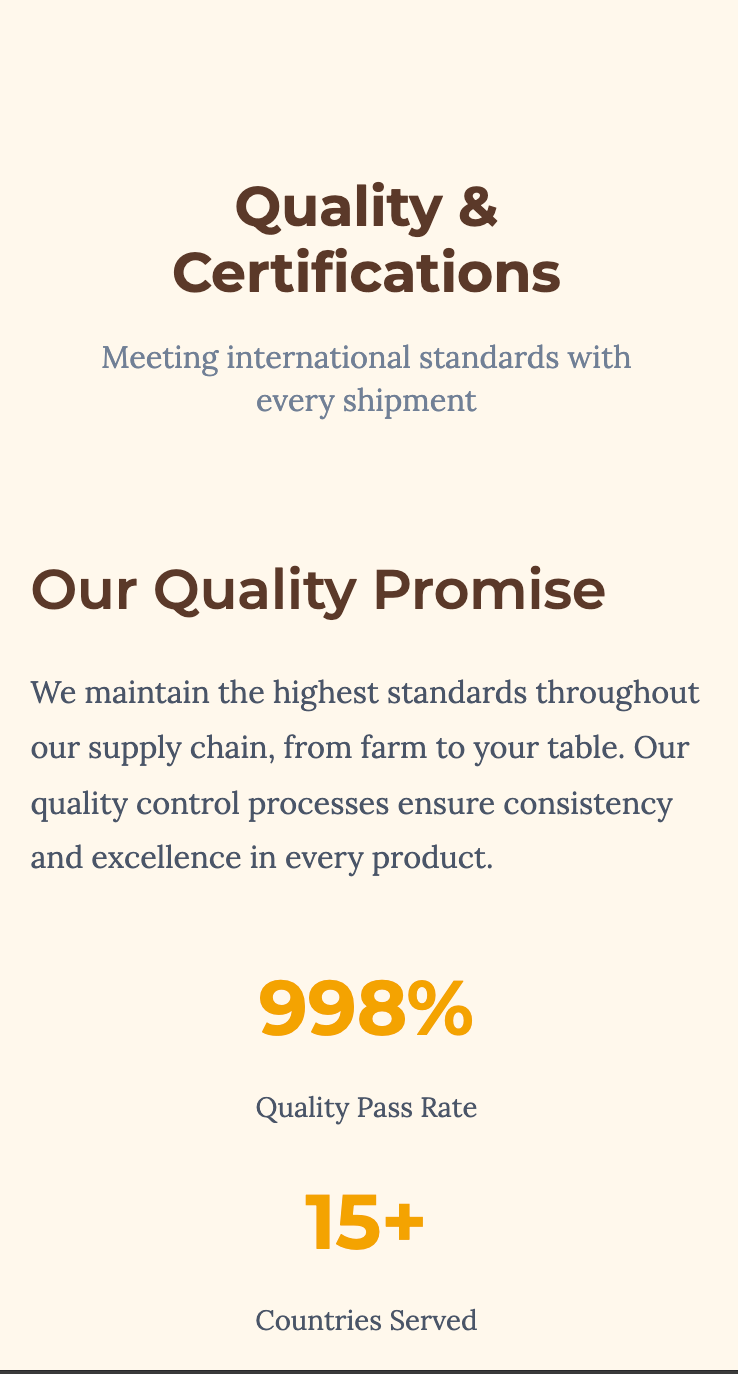 Quality &
Certifications
Meeting international standards with
every shipment
Our Quality Promise
We maintain the highest standards throughout
our supply chain, from farm to your table. Our
quality control processes ensure consistency
and excellence in every product.
998%
Quality Pass Rate
15+
Countries Served